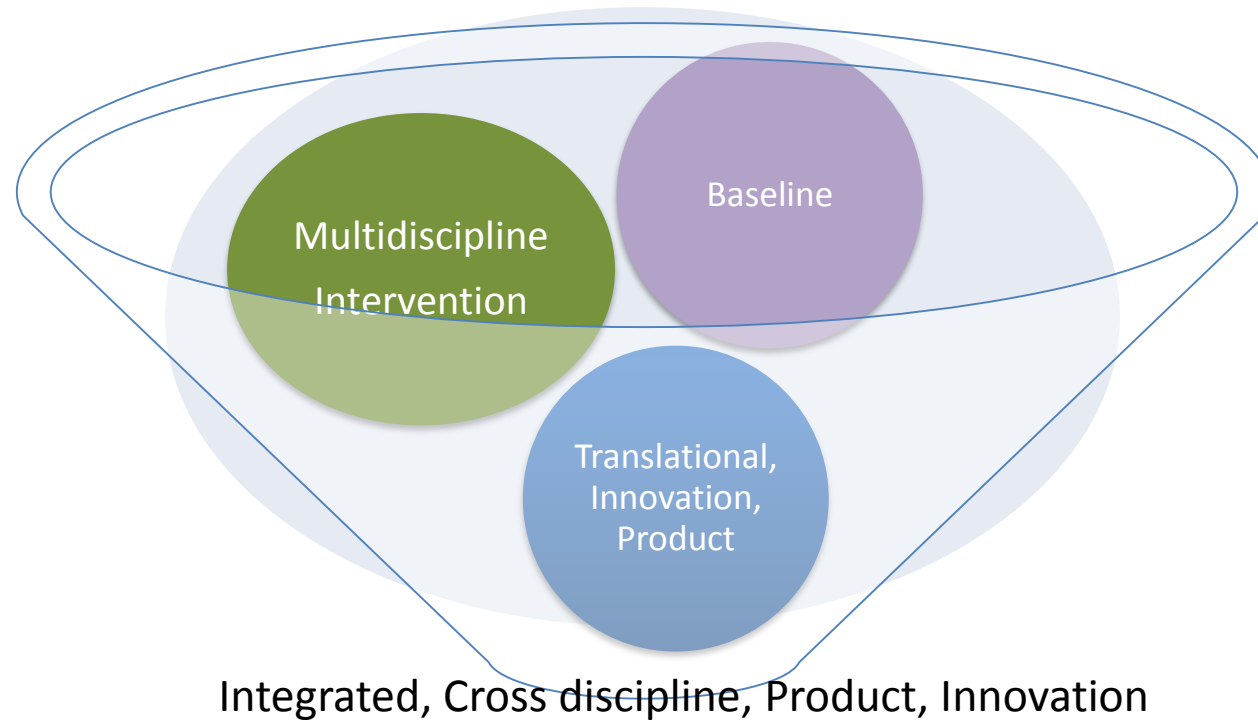 Baseline
Multidiscipline
Intervention
Translational,
Innovation,
Product
Integrated, Cross discipline, Product, Innovation